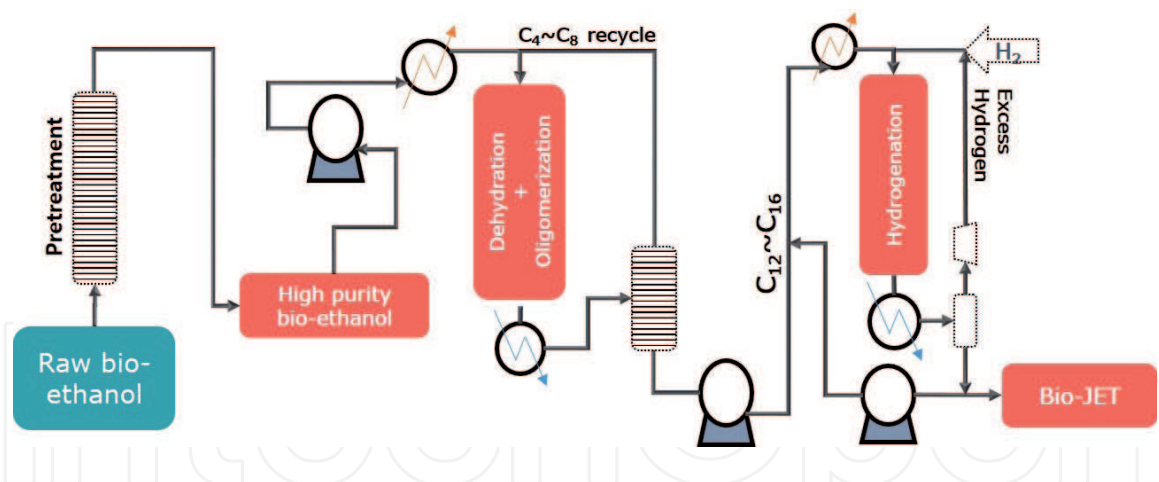 Pretreatment
Raw bio-
ethanol
High purity
bio-ethanol
C₄~C₈ recycle
Dehydration
+
Oligomerization
C₁₂~C₁₆
Hydrogenation
H₂
Excess
Hydrogen
Bio-JET